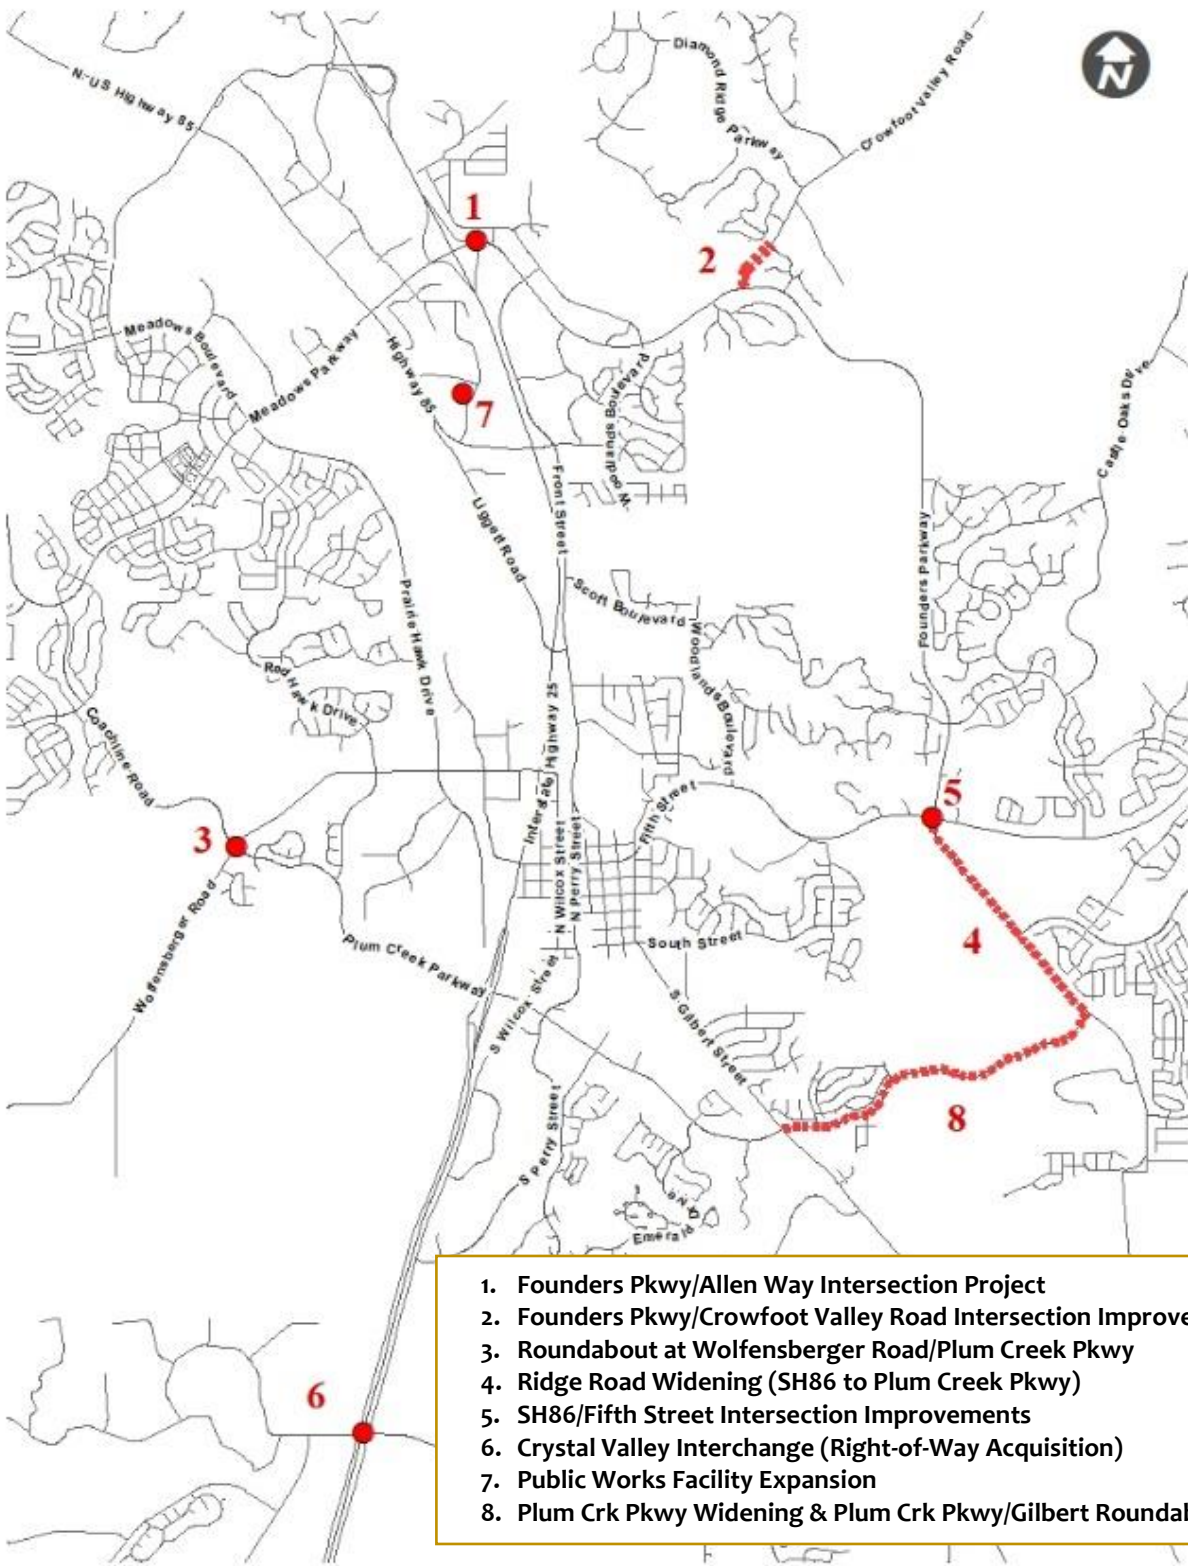 N
N US Highway 85
Diamond Ridge Parkway
Crowfoot Valley Road
1
2
Meadows Boulevard
Meadows Parkway
Highway 85
7
Woodlands Boulevard
Castle Oaks Drive
Front Street
Liggett Road
Founders Parkway
Scott Boulevard
Woodlands Boulevard
Prairie Hawk Drive
Red Hawk Drive
Coachline Road
Interstate Highway 25
5
Fifth Street
3
N Wilcox Street
N Perry Street
Wolfensberger Road
Plum Creek Parkway
South Street
4
S Wilcox Street
S Gilbert Street
8
S Perry Street
Emerald Drive
6
1. Founders Pkwy/Allen Way Intersection Project
2. Founders Pkwy/Crowfoot Valley Road Intersection Improve
3. Roundabout at Wolfensberger Road/Plum Creek Pkwy
4. Ridge Road Widening (SH86 to Plum Creek Pkwy)
5. SH86/Fifth Street Intersection Improvements
6. Crystal Valley Interchange (Right-of-Way Acquisition)
7. Public Works Facility Expansion
8. Plum Crk Pkwy Widening & Plum Crk Pkwy/Gilbert Roundab